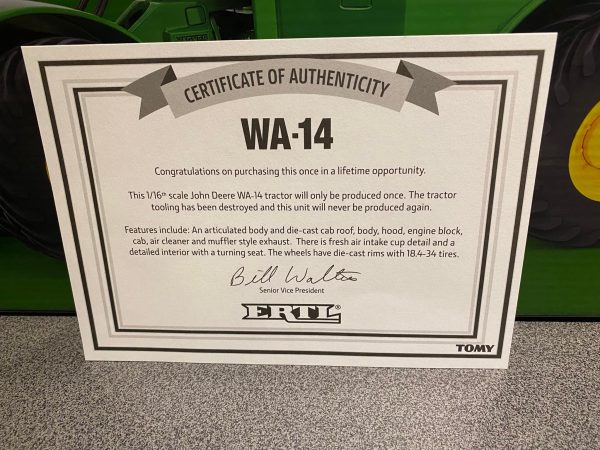 CERTIFICATE OF AUTHENTICITY
WA-14
Congratulations on purchasing this once in a lifetime opportunity.
This 1/16th scale John Deere WA-14 tractor will only be produced once. The tractor
tooling has been destroyed and this unit will never be produced again.
Features include: An articulated body and die-cast cab roof, body, hood, engine block,
cab, air cleaner and muffler style exhaust. There is fresh air intake cup detail and a
detailed interior with a turning seat. The wheels have die-cast rims with 18.4-34 tires.
Bill Walters
Senior Vice President
ERTL®
TOMY